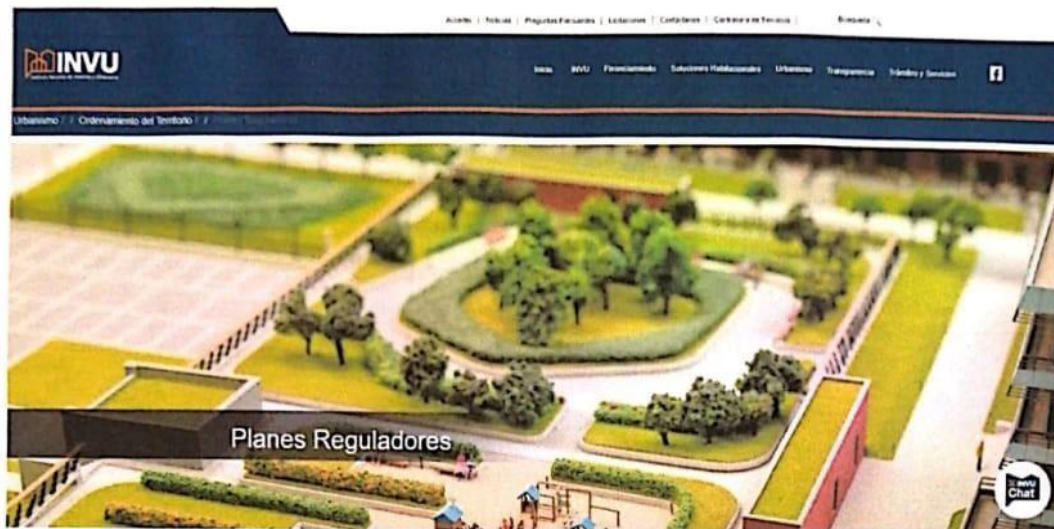 Acuerdos | Noticias | Preguntas Frecuentes | Licitaciones | Contáctenos | Contraloría de Servicios | Búsqueda
INVU
Inicio INVU Financiamiento Soluciones Habitacionales Urbanismo Transparencia Trámites y Servicios
Urbanismo / / Ordenamiento del Territorio / /
Planes Reguladores
INVU
Chat